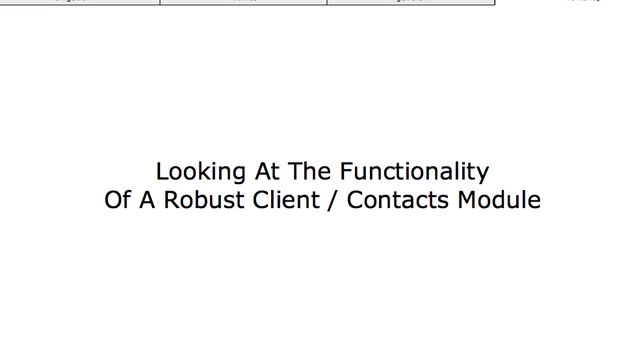 Looking At The Functionality
Of A Robust Client / Contacts Module